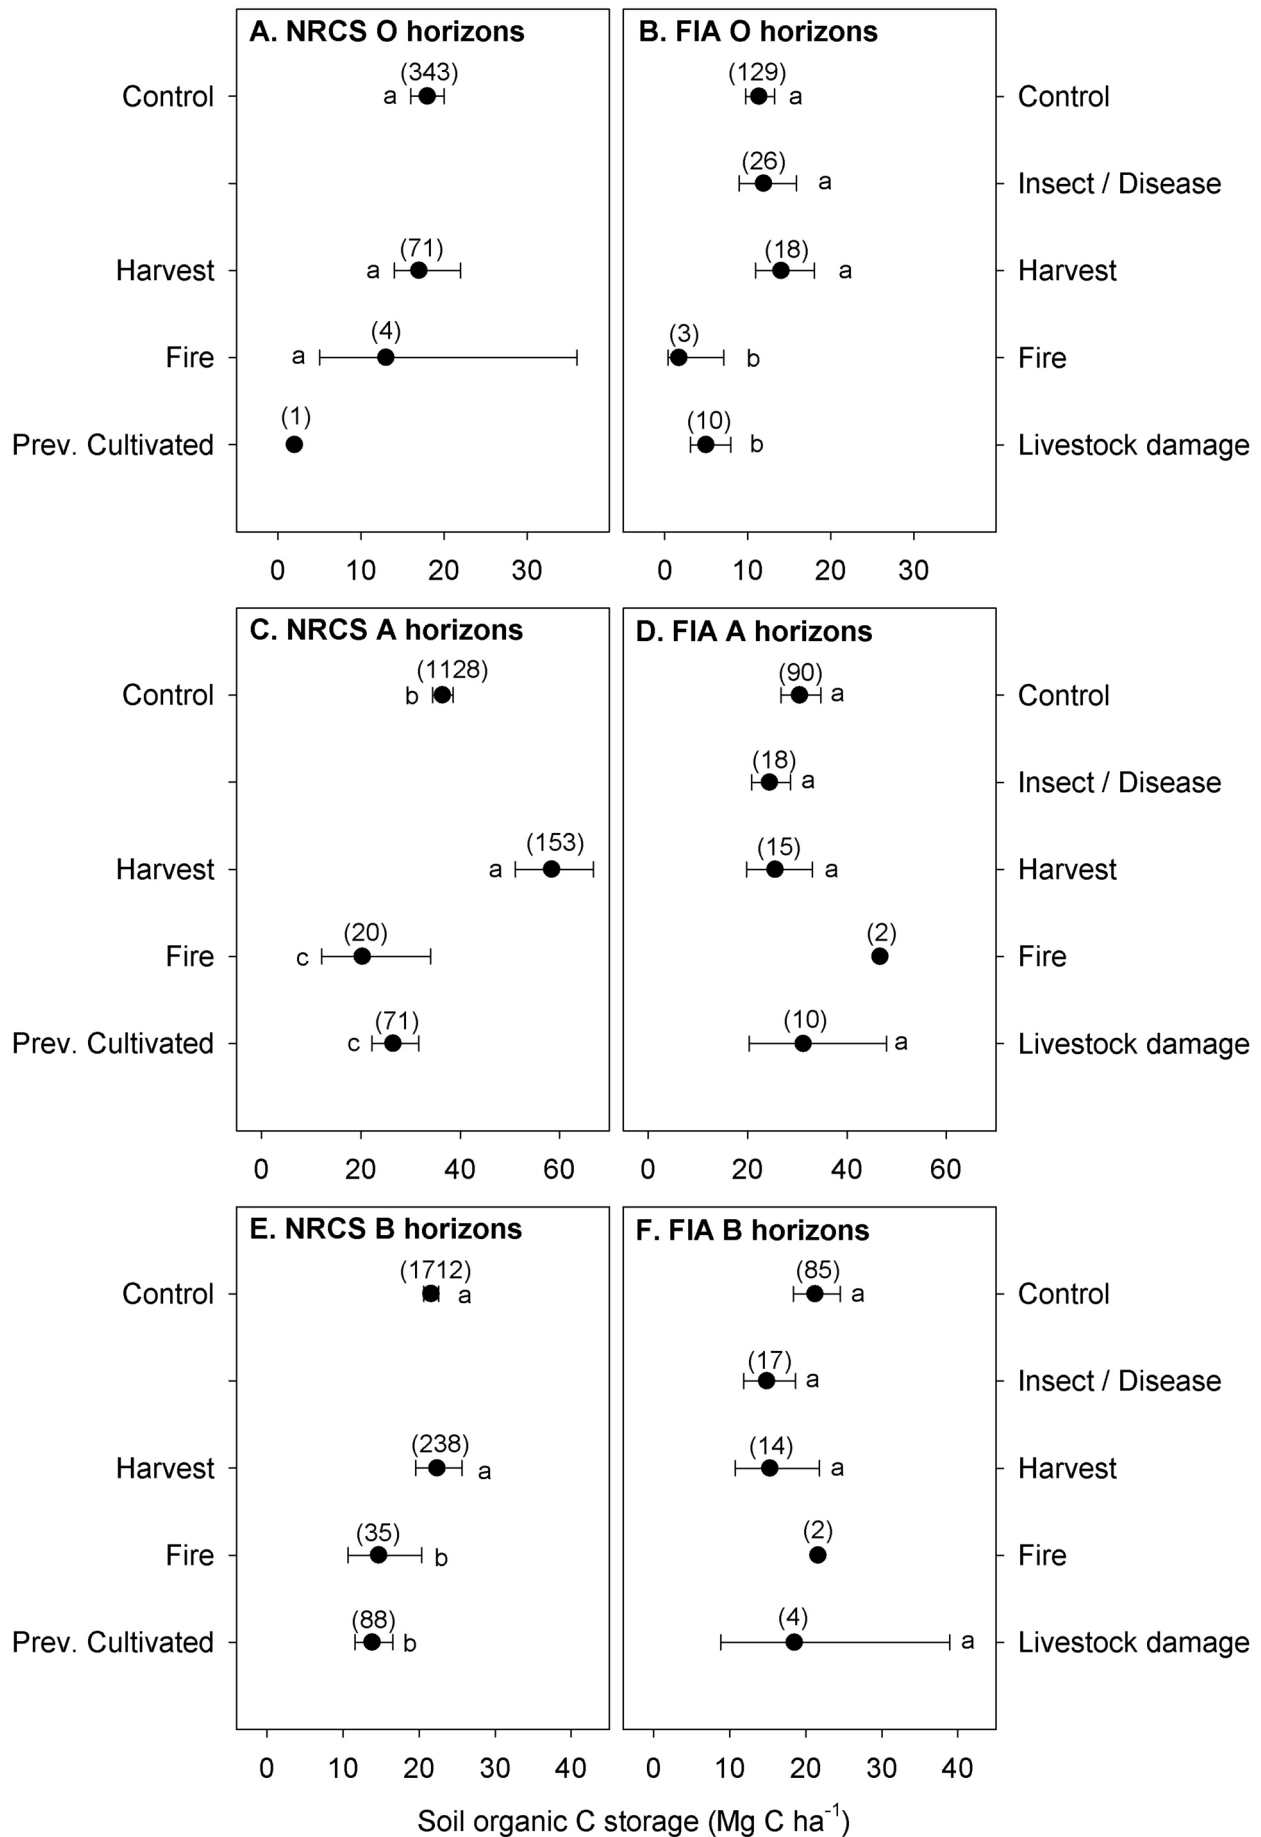 A. NRCS O horizons
B. FIA O horizons
(343)
(129)
Control
a
a
Control
(26)
a
Insect / Disease
(71)
(18)
Harvest
a
a
Harvest
(4)
(3)
Fire
a
b
Fire
(1)
(10)
Prev. Cultivated
b
Livestock damage
0 10 20 30
0 10 20 30
C. NRCS A horizons
D. FIA A horizons
(1128)
(90)
Control
b
a
Control
(18)
a
Insect / Disease
(153)
(15)
Harvest
a
a
Harvest
(20)
(2)
Fire
c
Fire
(71)
(10)
Prev. Cultivated
c
a
Livestock damage
0 20 40 60
0 20 40 60
E. NRCS B horizons
F. FIA B horizons
(1712)
(85)
Control
a
a
Control
(17)
a
Insect / Disease
(238)
(14)
Harvest
a
a
Harvest
(35)
(2)
Fire
b
Fire
(88)
(4)
Prev. Cultivated
b
a
Livestock damage
0 10 20 30 40
0 10 20 30 40
Soil organic C storage (Mg C ha⁻¹)